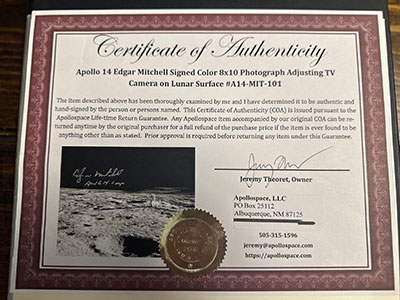 Certificate of Authenticity
Apollo 14 Edgar Mitchell Signed Color 8x10 Photograph Adjusting TV
Camera on Lunar Surface #A14-MIT-101
The item described above has been thoroughly examined by me and I have determined it to be authentic and
hand-signed by the person or persons named. This Certificate of Authenticity (COA) is issued pursuant to the
Apollospace Life-time Return Guarantee. Any Apollospace item accompanied by our original COA can be re-
turned anytime by the original purchaser for a full refund of the purchase price if the item is ever found to be
anything other than as stated. Prior approval is required before returning any item under this Guarantee.
Edgar Mitchell
Apollo 14
Jeremy Theoret, Owner
Apollospace, LLC
PO Box 25112
Albuquerque, NM 87125
505-315-1596
jeremy@apollospace.com
https://apollospace.com